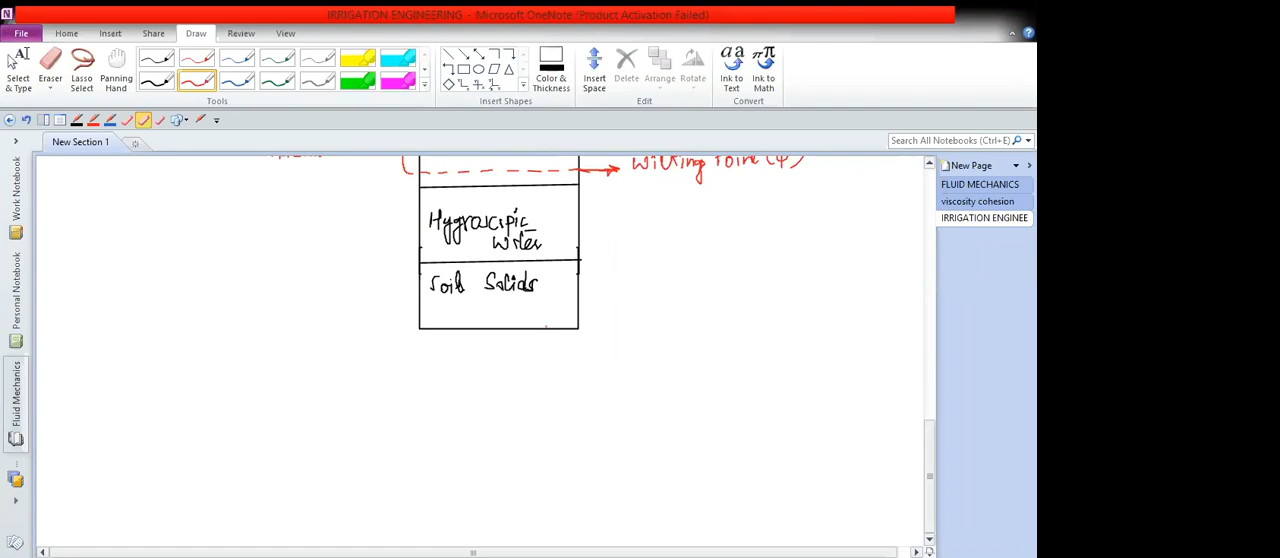 IRRIGATION ENGINEERING - Microsoft OneNote (Product Activation Failed)
File Home Insert Share Draw Review View
Select & Type
Eraser
Lasso Select
Panning Hand
Color & Thickness
Insert Space
Delete
Arrange
Rotate
Ink to Text
Ink to Math
Tools Insert Shapes Edit Convert
New Section 1
Search All Notebooks (Ctrl+E)
Work Notebook
Personal Notebook
Fluid Mechanics
New Page
FLUID MECHANICS
viscosity cohesion
IRRIGATION ENGINEE
Wilting Point (φ)
Hygroscipic
Water
Soil Solids